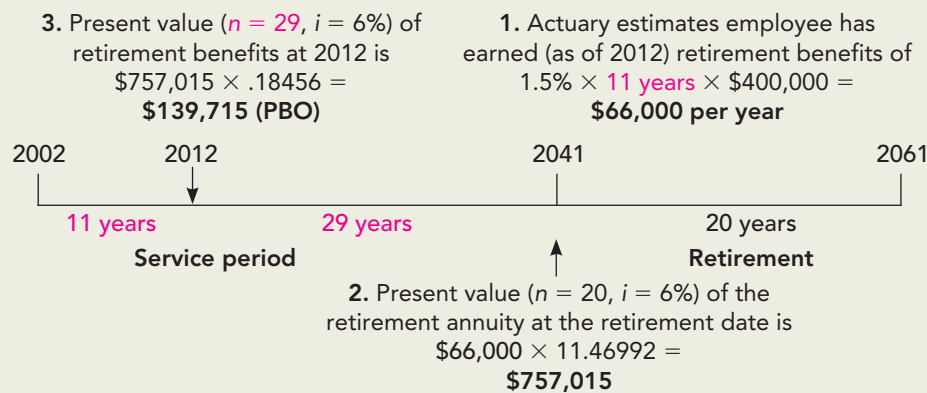 3. Present value (n = 29, i = 6%) of
retirement benefits at 2012 is
$757,015 × .18456 =
$139,715 (PBO)
1. Actuary estimates employee has
earned (as of 2012) retirement benefits of
1.5% × 11 years × $400,000 =
$66,000 per year
2002 2012 2041 2061
11 years 29 years 20 years
Service period Retirement
2. Present value (n = 20, i = 6%) of the
retirement annuity at the retirement date is
$66,000 × 11.46992 =
$757,015